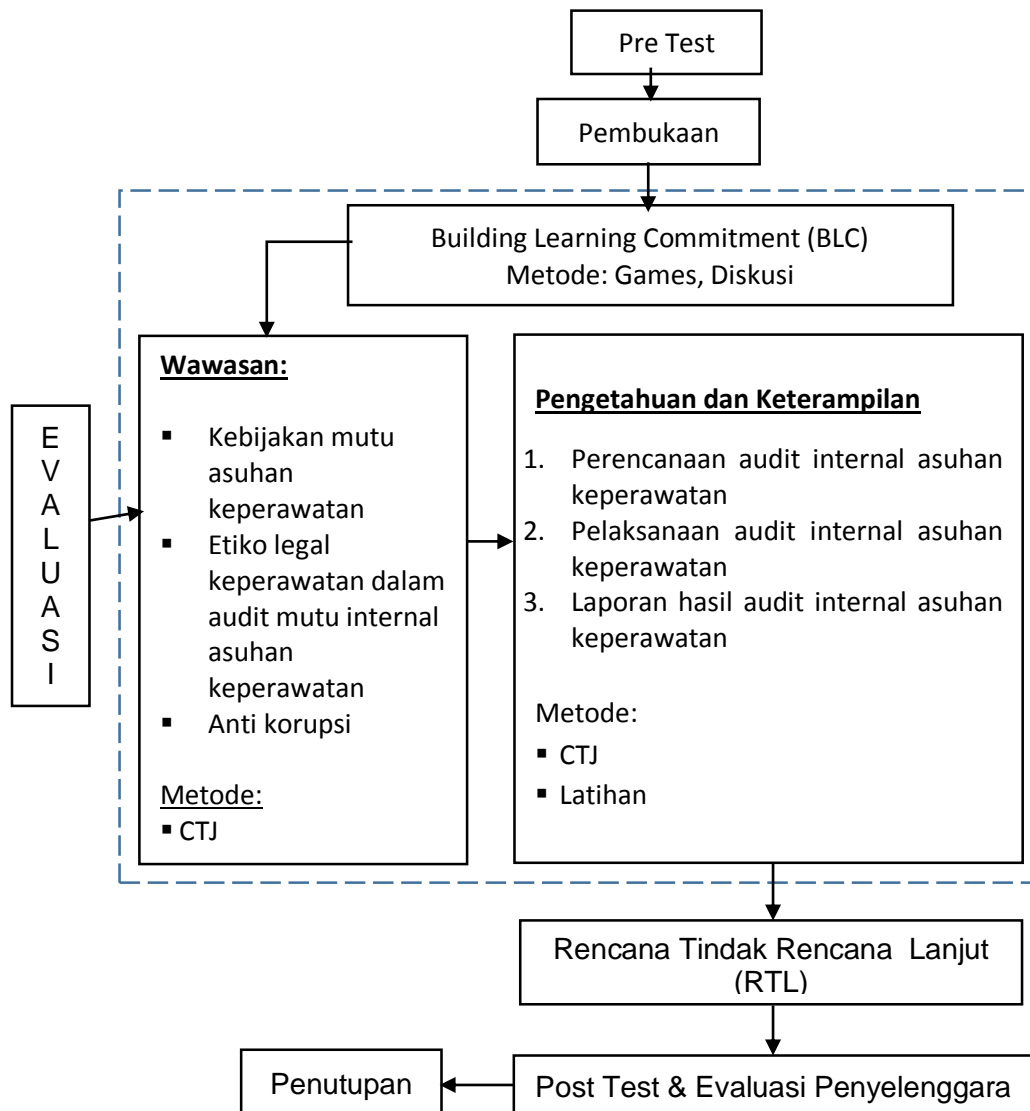 Pre Test
Pembukaan
Building Learning Commitment (BLC)
Metode: Games, Diskusi
E
V
A
L
U
A
S
I
Wawasan:
▪ Kebijakan mutu
asuhan
keperawatan
▪ Etiko legal
keperawatan dalam
audit mutu internal
asuhan
keperawatan
▪ Anti korupsi
Metode:
▪ CTJ
Pengetahuan dan Keterampilan
1. Perencanaan audit internal asuhan
keperawatan
2. Pelaksanaan audit internal asuhan
keperawatan
3. Laporan hasil audit internal asuhan
keperawatan
Metode:
▪ CTJ
▪ Latihan
Rencana Tindak Rencana Lanjut
(RTL)
Penutupan
Post Test & Evaluasi Penyelenggara